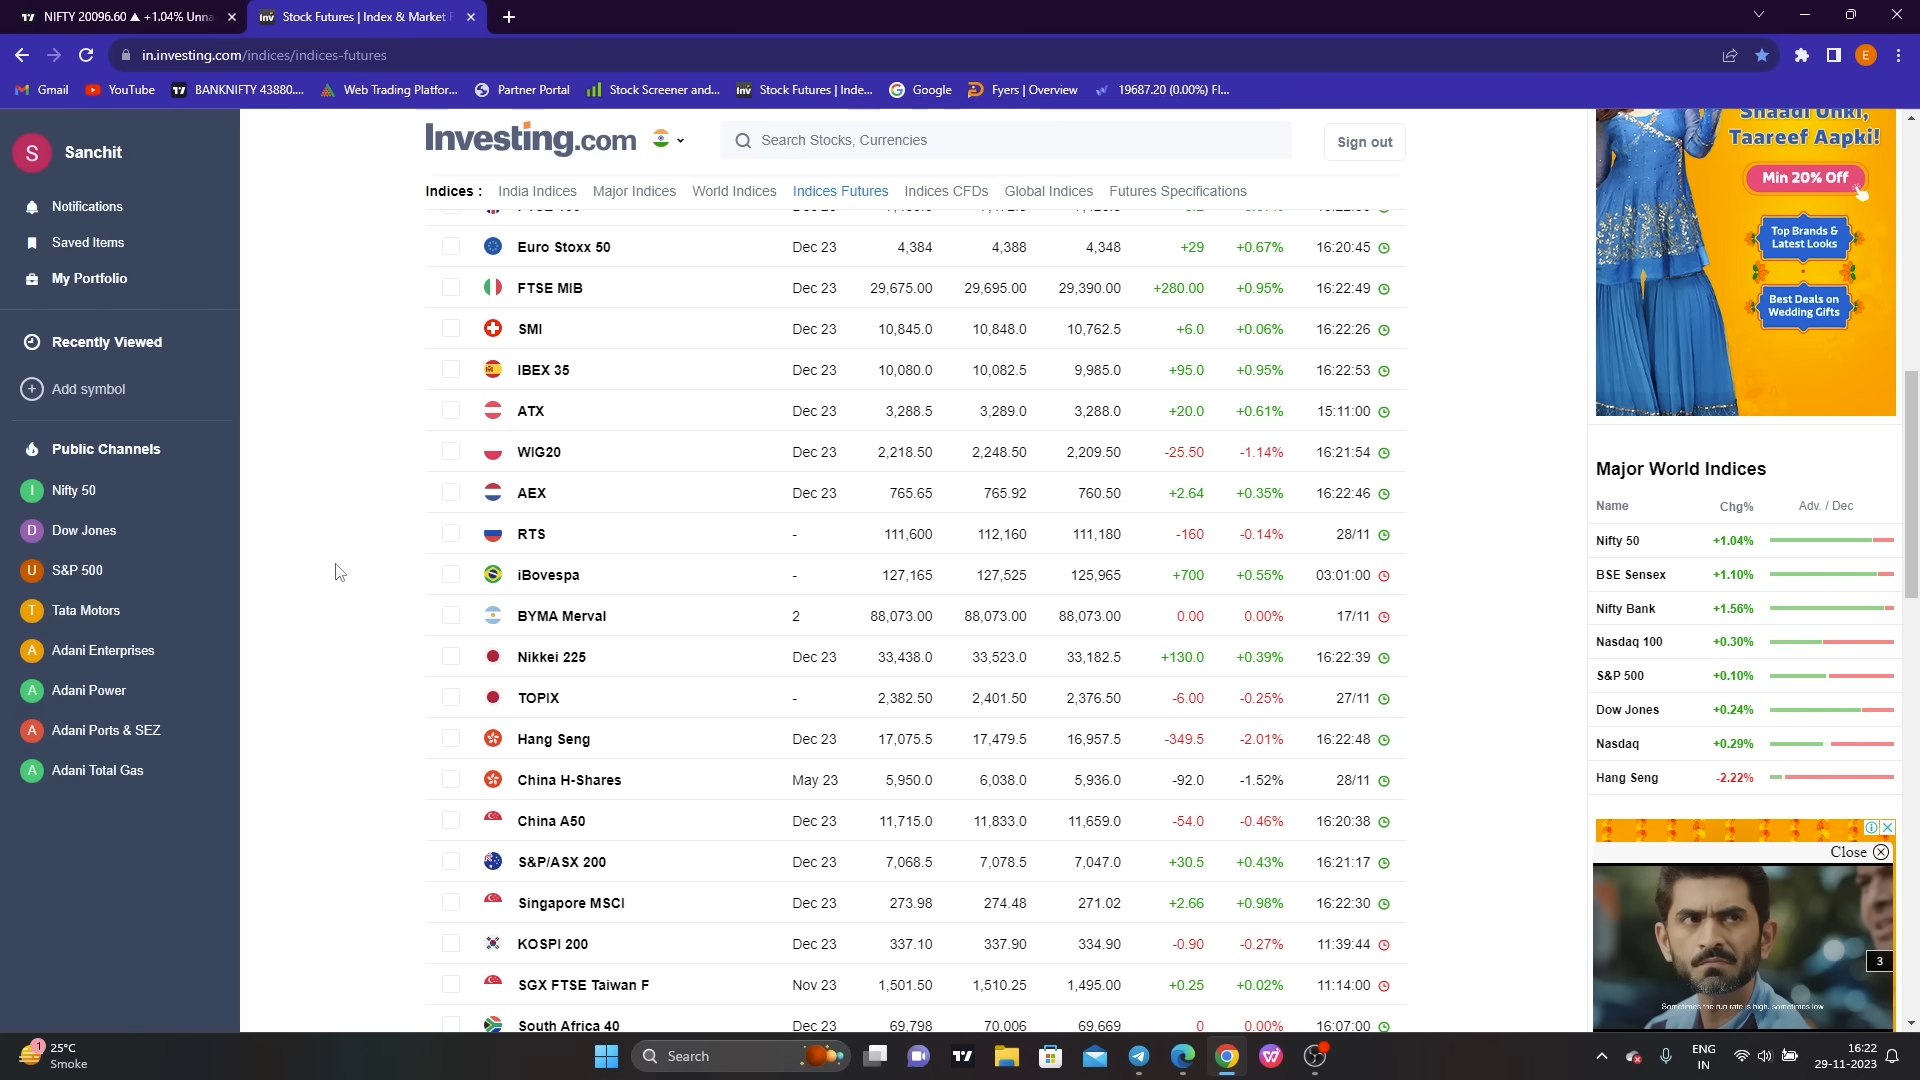 NIFTY 20096.60 ▲ +1.04% Unna
Stock Futures | Index & Market F
in.investing.com/indices/indices-futures
E
Gmail
YouTube
BANKNIFTY 43880....
Web Trading Platfor...
Partner Portal
Stock Screener and...
Stock Futures | Inde...
Google
Fyers | Overview
19687.20 (0.00%) Fl...
S Sanchit
Notifications
Saved Items
My Portfolio
Recently Viewed
Add symbol
Public Channels
I Nifty 50
D Dow Jones
U S&P 500
T Tata Motors
A Adani Enterprises
A Adani Power
A Adani Ports & SEZ
A Adani Total Gas
Investing.com
Search Stocks, Currencies
Sign out
Indices : India Indices Major Indices World Indices Indices Futures Indices CFDs Global Indices Futures Specifications
Euro Stoxx 50 Dec 23 4,384 4,388 4,348 +29 +0.67% 16:20:45
FTSE MIB Dec 23 29,675.00 29,695.00 29,390.00 +280.00 +0.95% 16:22:49
SMI Dec 23 10,845.0 10,848.0 10,762.5 +6.0 +0.06% 16:22:26
IBEX 35 Dec 23 10,080.0 10,082.5 9,985.0 +95.0 +0.95% 16:22:53
ATX Dec 23 3,288.5 3,289.0 3,288.0 +20.0 +0.61% 15:11:00
WIG20 Dec 23 2,218.50 2,248.50 2,209.50 -25.50 -1.14% 16:21:54
AEX Dec 23 765.65 765.92 760.50 +2.64 +0.35% 16:22:46
RTS - 111,600 112,160 111,180 -160 -0.14% 28/11
iBovespa - 127,165 127,525 125,965 +700 +0.55% 03:01:00
BYMA Merval 2 88,073.00 88,073.00 88,073.00 0.00 0.00% 17/11
Nikkei 225 Dec 23 33,438.0 33,523.0 33,182.5 +130.0 +0.39% 16:22:39
TOPIX - 2,382.50 2,401.50 2,376.50 -6.00 -0.25% 27/11
Hang Seng Dec 23 17,075.5 17,479.5 16,957.5 -349.5 -2.01% 16:22:48
China H-Shares May 23 5,950.0 6,038.0 5,936.0 -92.0 -1.52% 28/11
China A50 Dec 23 11,715.0 11,833.0 11,659.0 -54.0 -0.46% 16:20:38
S&P/ASX 200 Dec 23 7,068.5 7,078.5 7,047.0 +30.5 +0.43% 16:21:17
Singapore MSCI Dec 23 273.98 274.48 271.02 +2.66 +0.98% 16:22:30
KOSPI 200 Dec 23 337.10 337.90 334.90 -0.90 -0.27% 11:39:44
SGX FTSE Taiwan F Nov 23 1,501.50 1,510.25 1,495.00 +0.25 +0.02% 11:14:00
South Africa 40 Dec 23 69,798 70,006 69,669 0 0.00% 16:07:00
Shaadi Unki,
Taareef Aapki!
Min 20% Off
Top Brands &
Latest Looks
Best Deals on
Wedding Gifts
Major World Indices
Name Chg% Adv. / Dec
Nifty 50 +1.04%
BSE Sensex +1.10%
Nifty Bank +1.56%
Nasdaq 100 +0.30%
S&P 500 +0.10%
Dow Jones +0.24%
Nasdaq +0.29%
Hang Seng -2.22%
Close
3
Sometimes the run rate is high, sometimes low
1
25°C
Smoke
Search
ENG
IN
16:22
29-11-2023